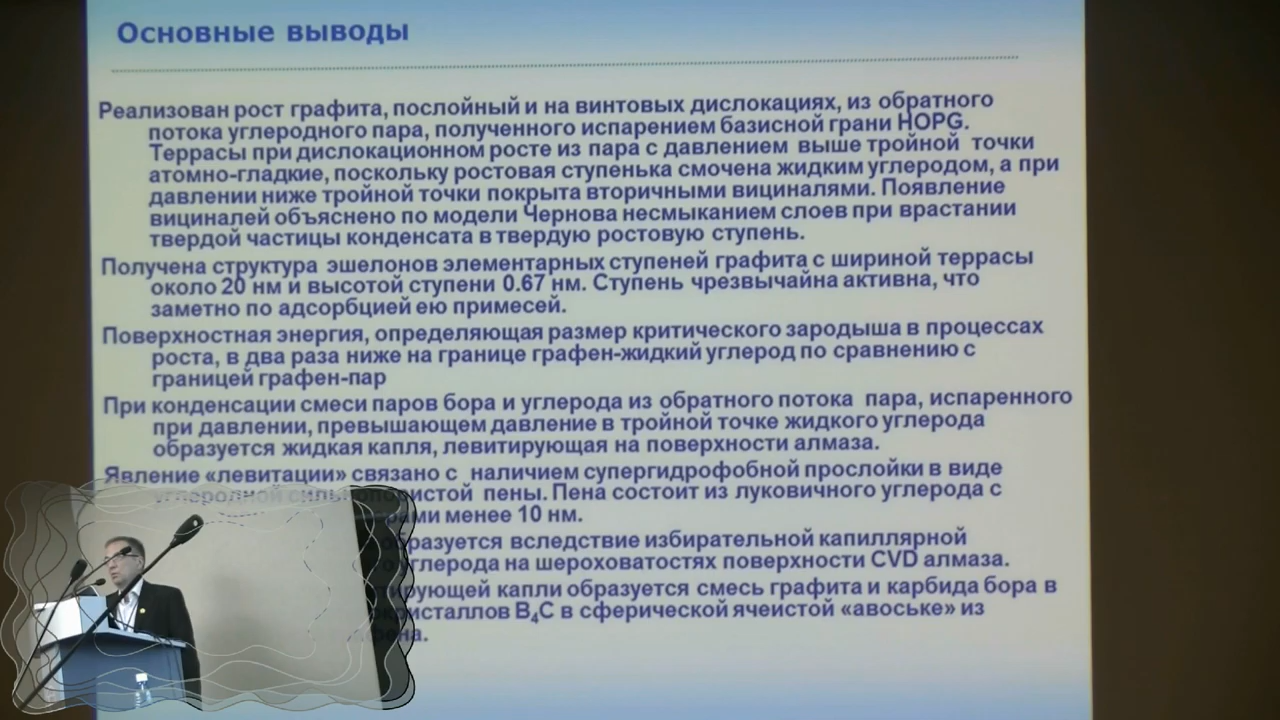 Основные выводы
Реализован рост графита, послойный и на винтовых дислокациях, из обратного
потока углеродного пара, полученного испарением базисной грани HOPG.
Террасы при дислокационном росте из пара с давлением выше тройной точки
атомно-гладкие, поскольку ростовая ступенька смочена жидким углеродом, а при
давлении ниже тройной точки покрыта вторичными вициналями. Появление
вициналей объяснено по модели Чернова несмыканием слоев при врастании
твердой частицы конденсата в твердую ростовую ступень.
Получена структура эшелонов элементарных ступеней графита с шириной террасы
около 20 нм и высотой ступени 0.67 нм. Ступень чрезвычайна активна, что
заметно по адсорбцией ею примесей.
Поверхностная энергия, определяющая размер критического зародыша в процессах
роста, в два раза ниже на границе графен-жидкий углерод по сравнению с
границей графен-пар
При конденсации смеси паров бора и углерода из обратного потока пара, испаренного
при давлении, превышающем давление в тройной точке жидкого углерода
образуется жидкая капля, левитирующая на поверхности алмаза.
Явление «левитации» связано с наличием супергидрофобной прослойки в виде
углеродной сильнопористой пены. Пена состоит из луковичного углерода с
менее 10 нм.
образуется вследствие избирательной капиллярной
углерода на шероховатостях поверхности CVD алмаза.
капли образуется смесь графита и карбида бора в
B₄C в сферической ячеистой «авоське» из